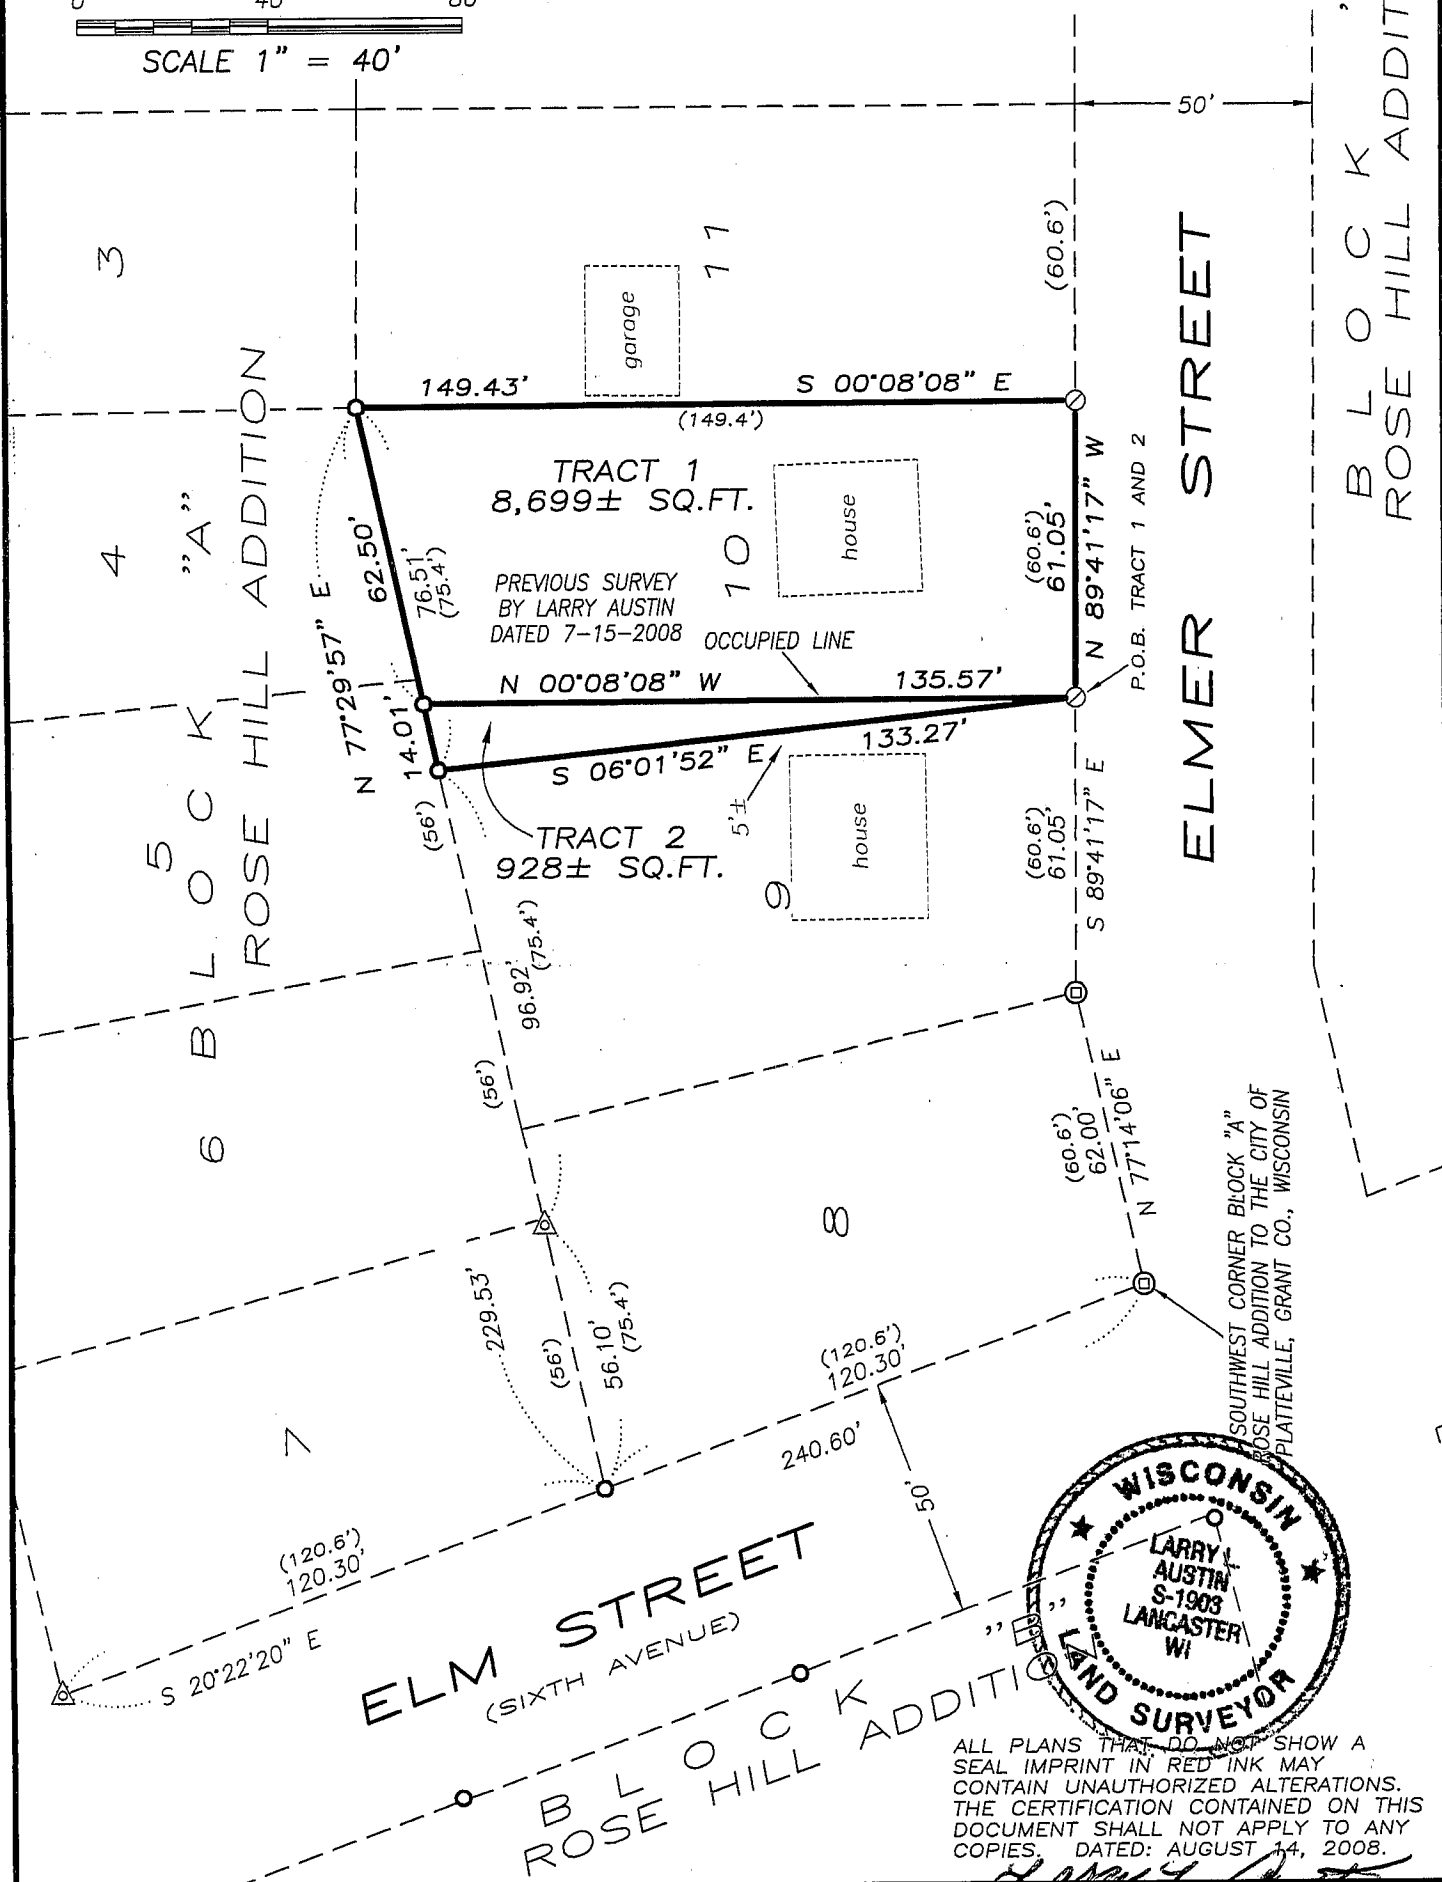 0 40 80
SCALE 1" = 40'
50'
"
BLOCK
ROSE HILL ADDIT
3
11
garage
(60.6')
ELMER STREET
149.43'
S 00°08'08" E
(149.4')
TRACT 1
8,699± SQ.FT.
house
10
4
"A"
BLOCK
ROSE HILL ADDITION
N 77°29'57" E
62.50'
76.51'
(75.4')
PREVIOUS SURVEY
BY LARRY AUSTIN
DATED 7-15-2008
OCCUPIED LINE
(60.6')
61.05'
N 89°41'17" W
P.O.B. TRACT 1 AND 2
N 00°08'08" W
135.57'
14.01'
S 06°01'52" E
133.27'
5'±
(56')
TRACT 2
928± SQ.FT.
house
9
(60.6')
61.05'
S 89°41'17" E
5
96.92'
(75.4')
(56')
6
(60.6')
62.00'
N 77°14'06" E
SOUTHWEST CORNER BLOCK "A"
ROSE HILL ADDITION TO THE CITY OF
PLATTEVILLE, GRANT CO., WISCONSIN
8
229.53'
(56')
56.10'
(75.4')
(120.6')
120.30'
240.60'
50'
7
(120.6')
120.30'
S 20°22'20" E
ELM STREET
(SIXTH AVENUE)
BLOCK "B"
ROSE HILL ADDITION
WISCONSIN
LARRY L
AUSTIN
S-1903
LANCASTER
WI
LAND SURVEYOR
ALL PLANS THAT DO NOT SHOW A
SEAL IMPRINT IN RED INK MAY
CONTAIN UNAUTHORIZED ALTERATIONS.
THE CERTIFICATION CONTAINED ON THIS
DOCUMENT SHALL NOT APPLY TO ANY
COPIES. DATED: AUGUST 14, 2008.